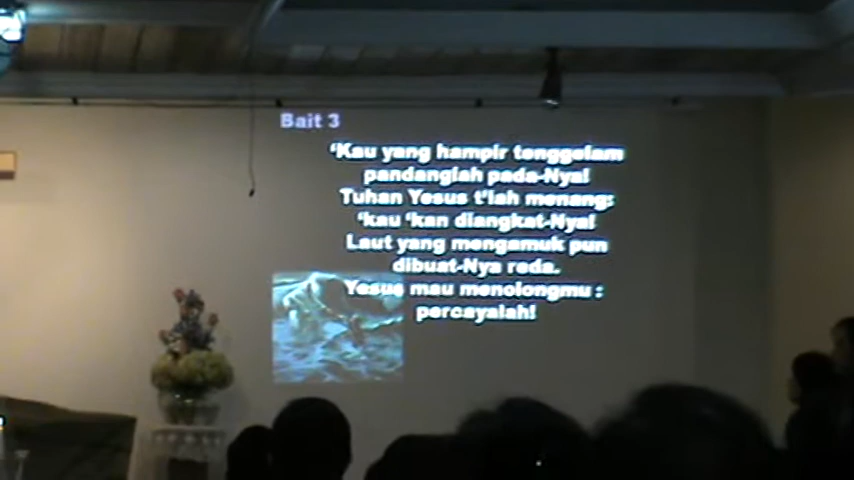 Bait 3
‘Kau yang hampir tenggelam
pandanglah pada-Nya!
Tuhan Yesus t’lah menang:
‘kau ‘kan diangkat-Nya!
Laut yang mengamuk pun
dibuat-Nya reda.
Yesus mau menolongmu :
percayalah!